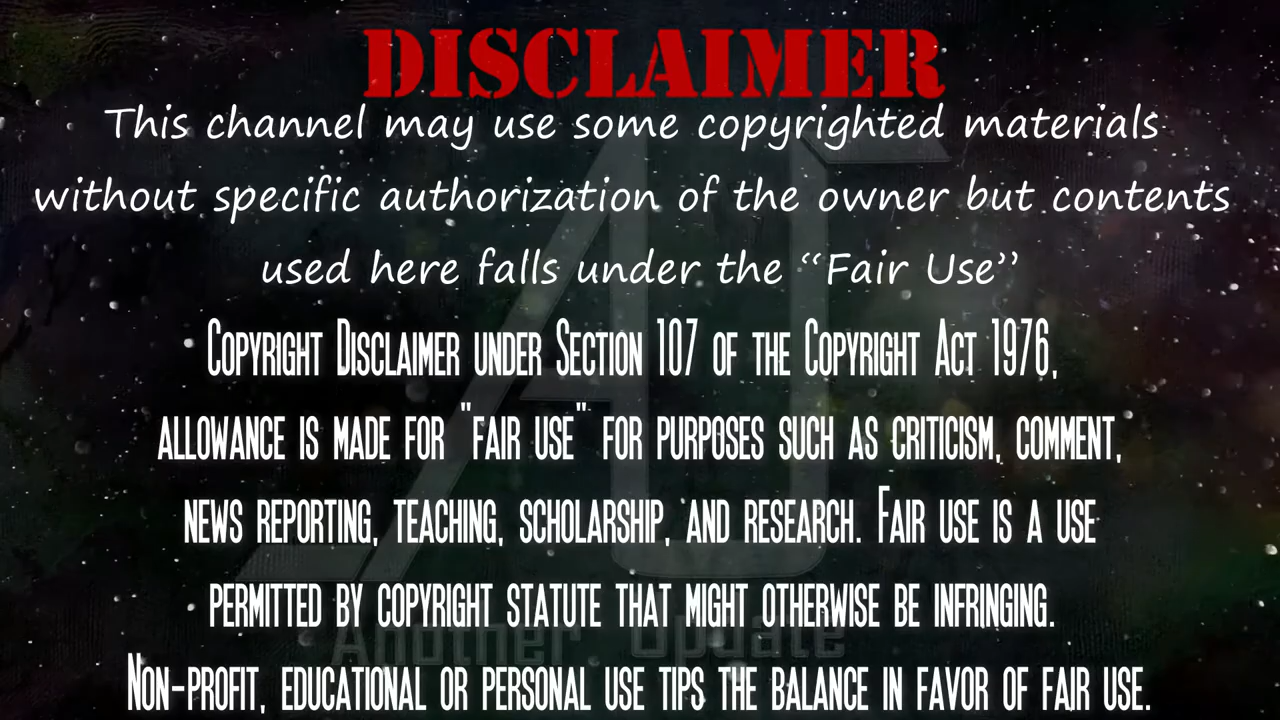 DISCLAIMER
This channel may use some copyrighted materials
without specific authorization of the owner but contents
used here falls under the “Fair Use”
Copyright Disclaimer under Section 107 of the Copyright Act 1976,
allowance is made for "fair use" for purposes such as criticism, comment,
news reporting, teaching, scholarship, and research. Fair use is a use
permitted by copyright statute that might otherwise be infringing.
Another Update
Non-profit, educational or personal use tips the balance in favor of fair use.